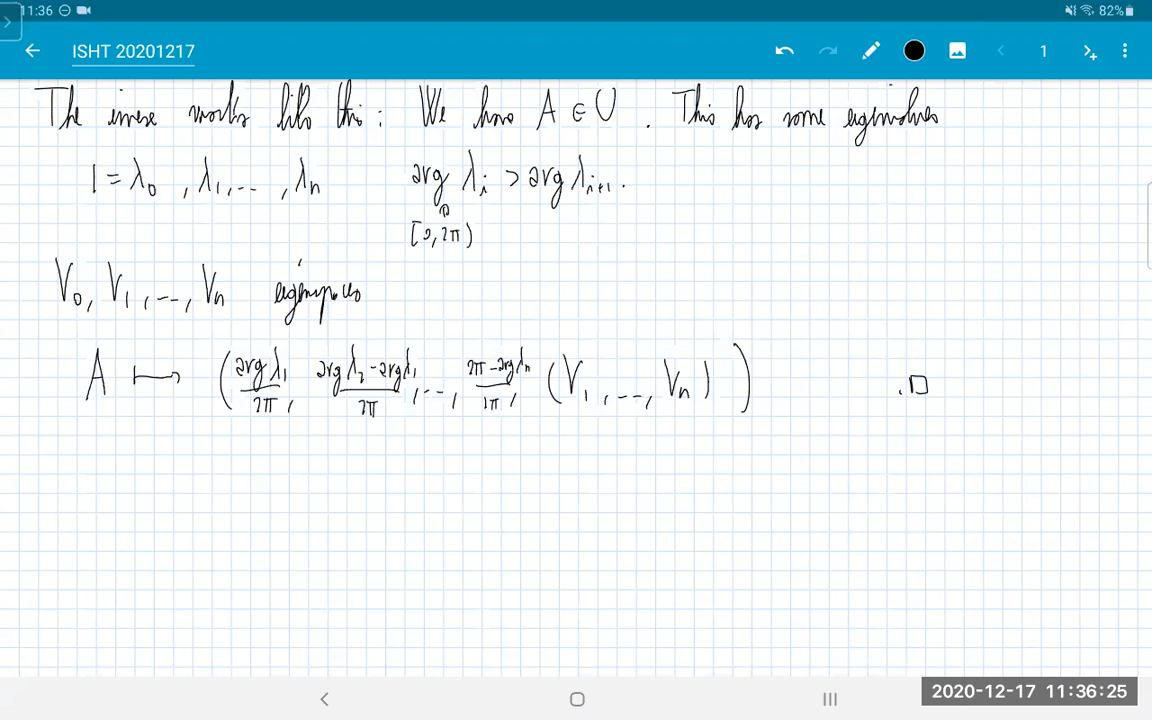 11:36 82%
ISHT 20201217 1
The inverse works like this: We have A ∈ U. This has some eigenvalues
1 = λ₀, λ₁, ..., λₙ arg λᵢ > arg λᵢ₊₁.
[0, 2π)
V₀, V₁, ..., Vₙ eigenspaces
A ⟼ (arg λ₁ / 2π, arg λ₂ - arg λ₁ / 2π, ..., 2π - arg λₙ / 2π, (V₁, ..., Vₙ)) .□
2020-12-17 11:36:25